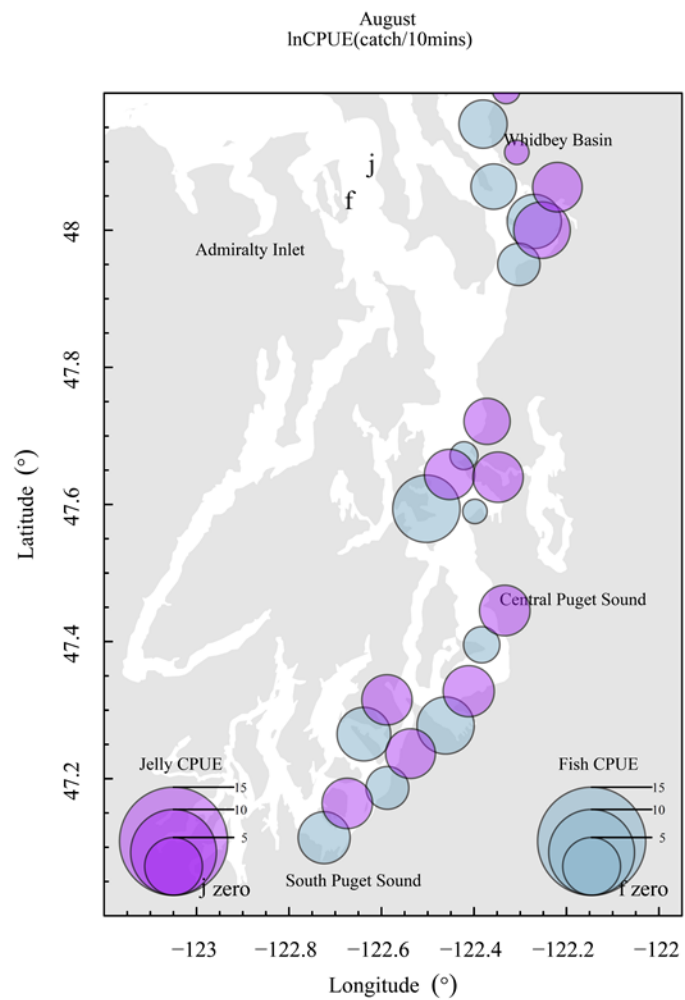 August
lnCPUE(catch/10mins)
Whidbey Basin
j
f
Admiralty Inlet
48
47.8
47.6
47.4
47.2
Latitude (°)
Central Puget Sound
Jelly CPUE
15
10
5
j zero
Fish CPUE
15
10
5
f zero
South Puget Sound
−123
−122.8
−122.6
−122.4
−122.2
−122
Longitude (°)